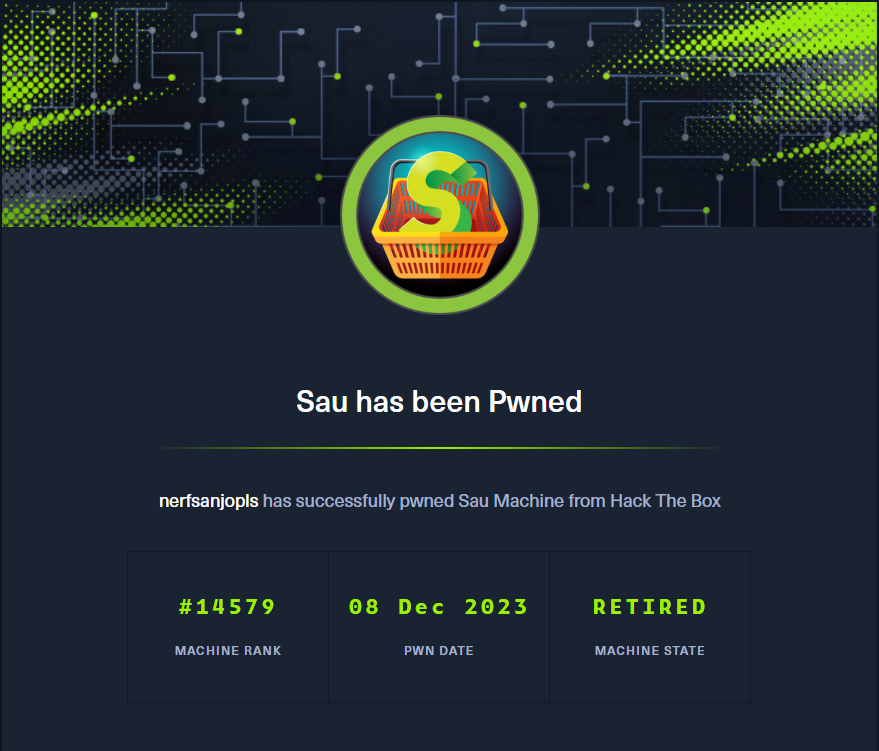 Sau has been Pwned
nerfsanjopls has successfully pwned Sau Machine from Hack The Box
#14579 08 Dec 2023 RETIRED
MACHINE RANK PWN DATE MACHINE STATE